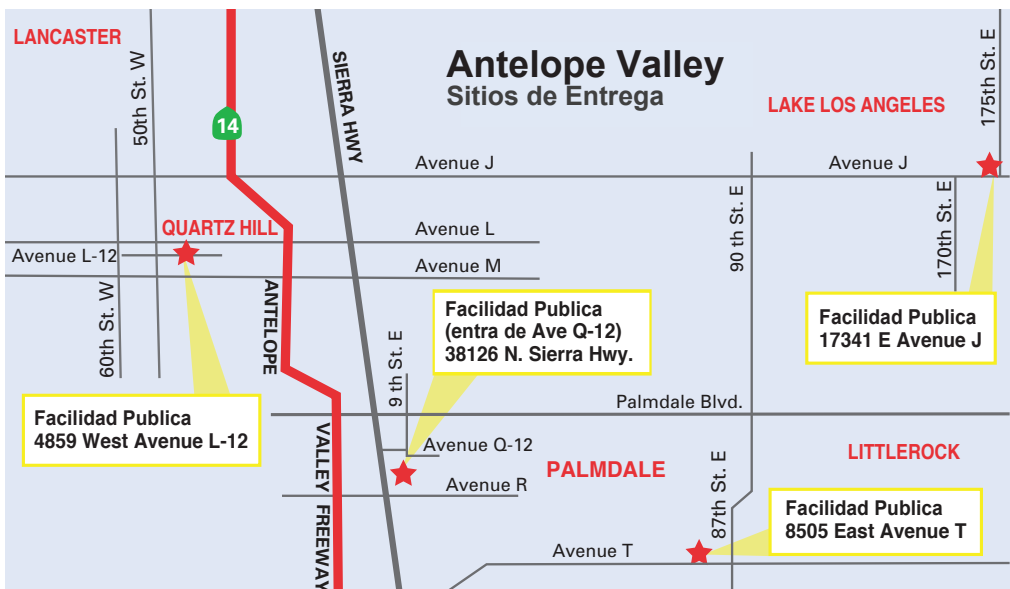 LANCASTER
Antelope Valley
Sitios de Entrega
LAKE LOS ANGELES
50th St. W
14
SIERRA HWY
175th St. E
Avenue J
Avenue J
QUARTZ HILL
Avenue L
Avenue L-12
Avenue M
90 th St. E
170th St. E
60th St. W
ANTELOPE
VALLEY FREEWAY
9 th St. E
Facilidad Publica
(entra de Ave Q-12)
38126 N. Sierra Hwy.
Facilidad Publica
17341 E Avenue J
Facilidad Publica
4859 West Avenue L-12
Palmdale Blvd.
Avenue Q-12
PALMDALE
LITTLEROCK
Avenue R
87th St. E
Facilidad Publica
8505 East Avenue T
Avenue T